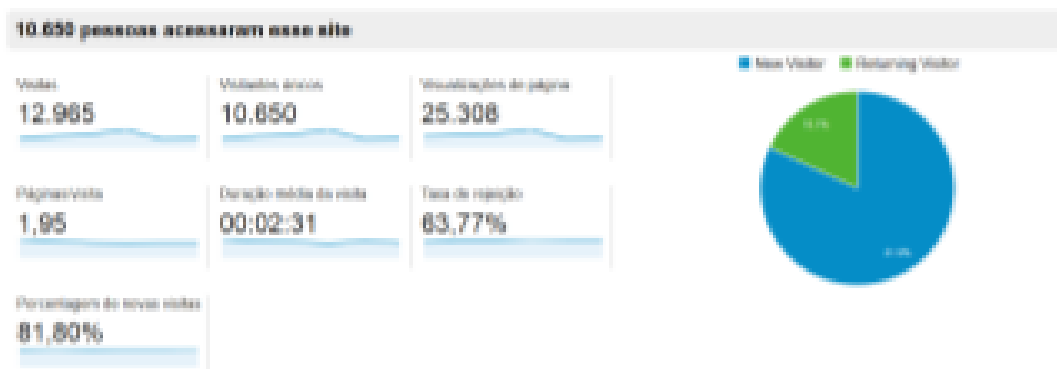 10.650 pessoas acessaram esse site
New Visitor Returning Visitor
Visitas
12.965
Visitantes únicos
10.650
Visualizações de página
25.308
Páginas/visita
1,95
Duração média da visita
00:02:31
Taxa de rejeição
63,77%
Porcentagem de novas visitas
81,80%